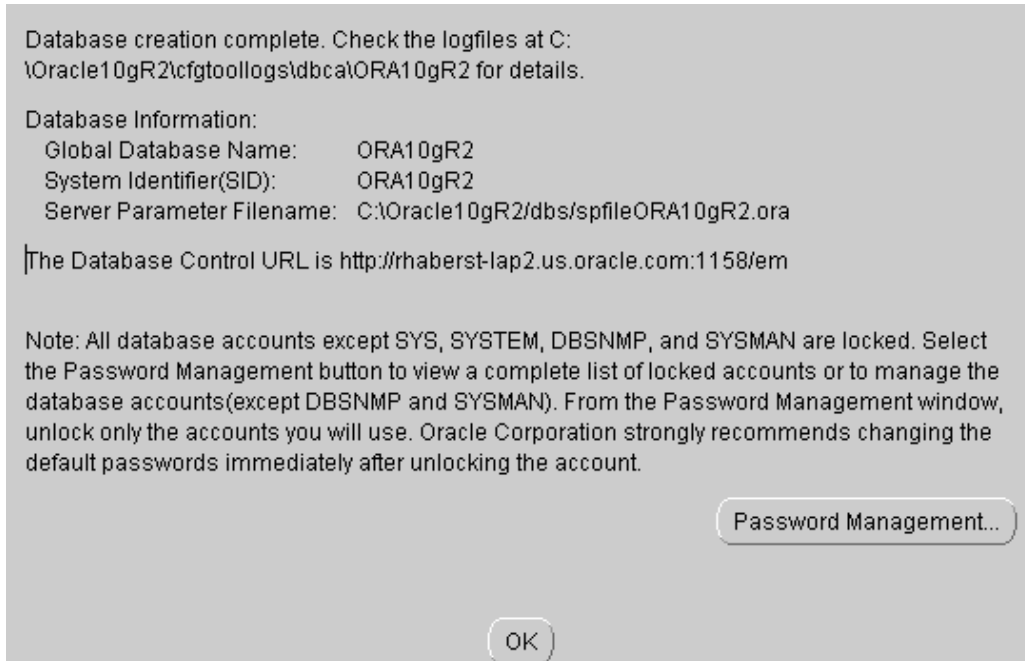 Database creation complete. Check the logfiles at C:
\Oracle10gR2\cfgtoollogs\dbca\ORA10gR2 for details.
Database Information:
Global Database Name: ORA10gR2
System Identifier(SID): ORA10gR2
Server Parameter Filename: C:\Oracle10gR2/dbs/spfileORA10gR2.ora
The Database Control URL is http://rhaberst-lap2.us.oracle.com:1158/em
Note: All database accounts except SYS, SYSTEM, DBSNMP, and SYSMAN are locked. Select
the Password Management button to view a complete list of locked accounts or to manage the
database accounts(except DBSNMP and SYSMAN). From the Password Management window,
unlock only the accounts you will use. Oracle Corporation strongly recommends changing the
default passwords immediately after unlocking the account.
Password Management...
OK